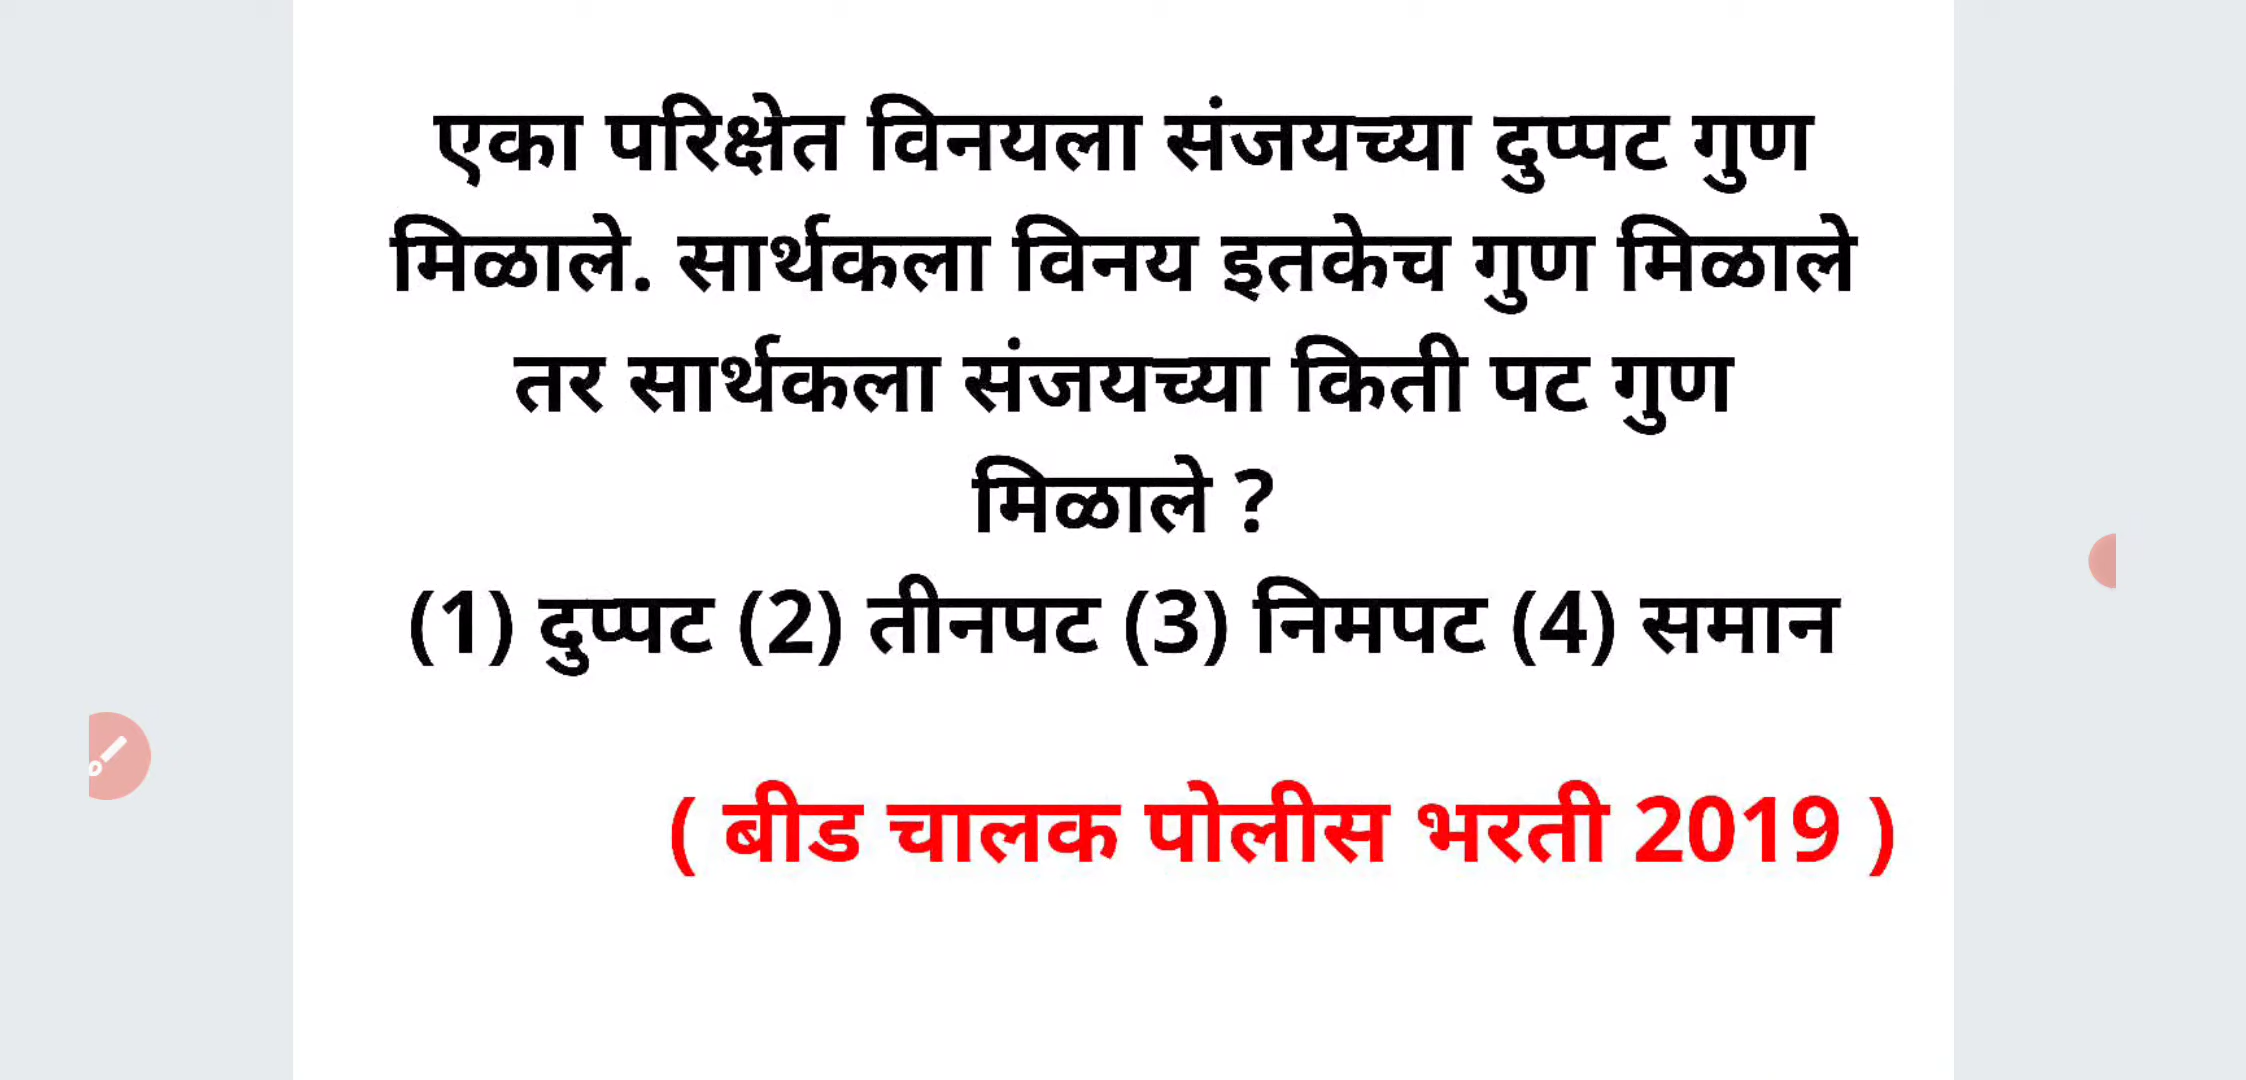 एका परिक्षेत विनयला संजयच्या दुप्पट गुण
मिळाले. सार्थकला विनय इतकेच गुण मिळाले
तर सार्थकला संजयच्या किती पट गुण
मिळाले ?
(1) दुप्पट (2) तीनपट (3) निमपट (4) समान
( बीड चालक पोलीस भरती 2019 )